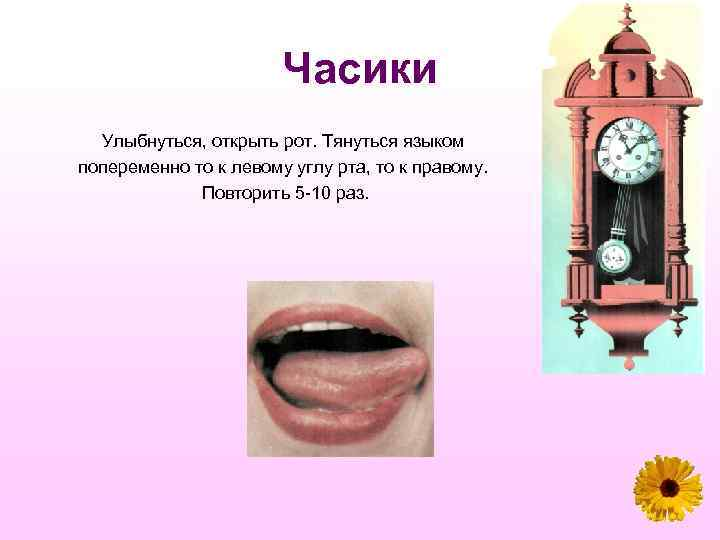 Часики
Улыбнуться, открыть рот. Тянуться языком
попеременно то к левому углу рта, то к правому.
Повторить 5-10 раз.